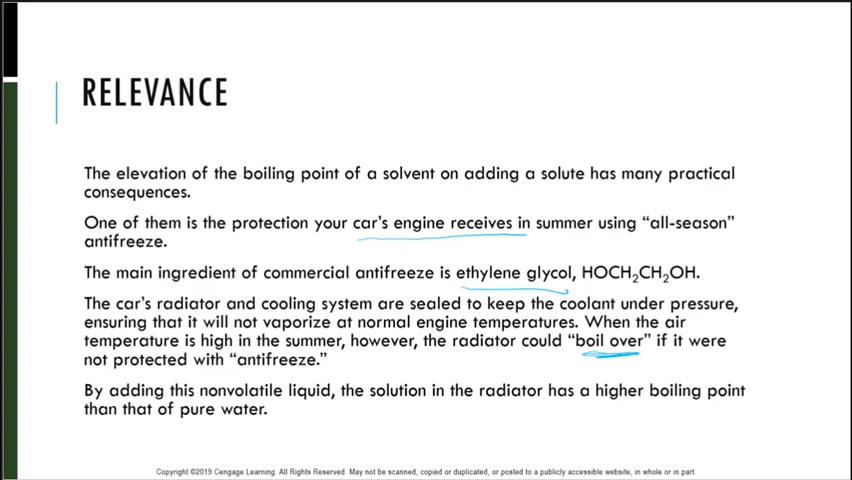 RELEVANCE
The elevation of the boiling point of a solvent on adding a solute has many practical
consequences.
One of them is the protection your car's engine receives in summer using “all-season”
antifreeze.
The main ingredient of commercial antifreeze is ethylene glycol, HOCH₂CH₂OH.
The car's radiator and cooling system are sealed to keep the coolant under pressure,
ensuring that it will not vaporize at normal engine temperatures. When the air
temperature is high in the summer, however, the radiator could “boil over” if it were
not protected with “antifreeze.”
By adding this nonvolatile liquid, the solution in the radiator has a higher boiling point
than that of pure water.
Copyright ©2019 Cengage Learning. All Rights Reserved. May not be scanned, copied or duplicated, or posted to a publicly accessible website, in whole or in part.